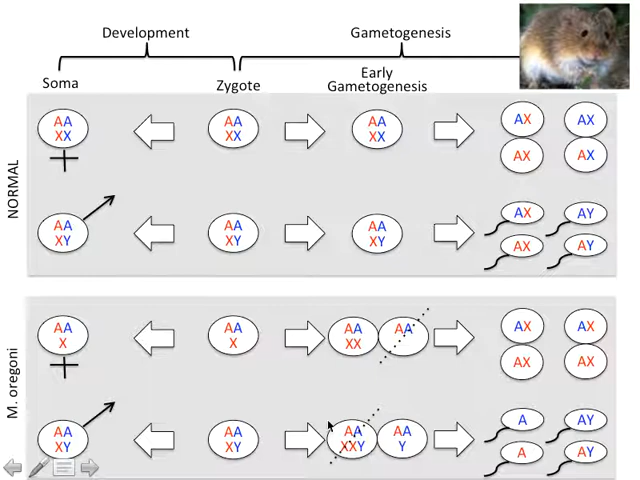 Development
Gametogenesis
Soma
Zygote
Early
Gametogenesis
NORMAL
AA
XX
AA
XX
AA
XX
AX
AX
AX
AX
AA
XY
AA
XY
AA
XY
AX
AY
AX
AY
M. oregoni
AA
X
AA
X
AA
XX
AA
AX
AX
AX
AX
AA
XY
AA
XY
AA
XXY
AA
Y
A
AY
A
AY